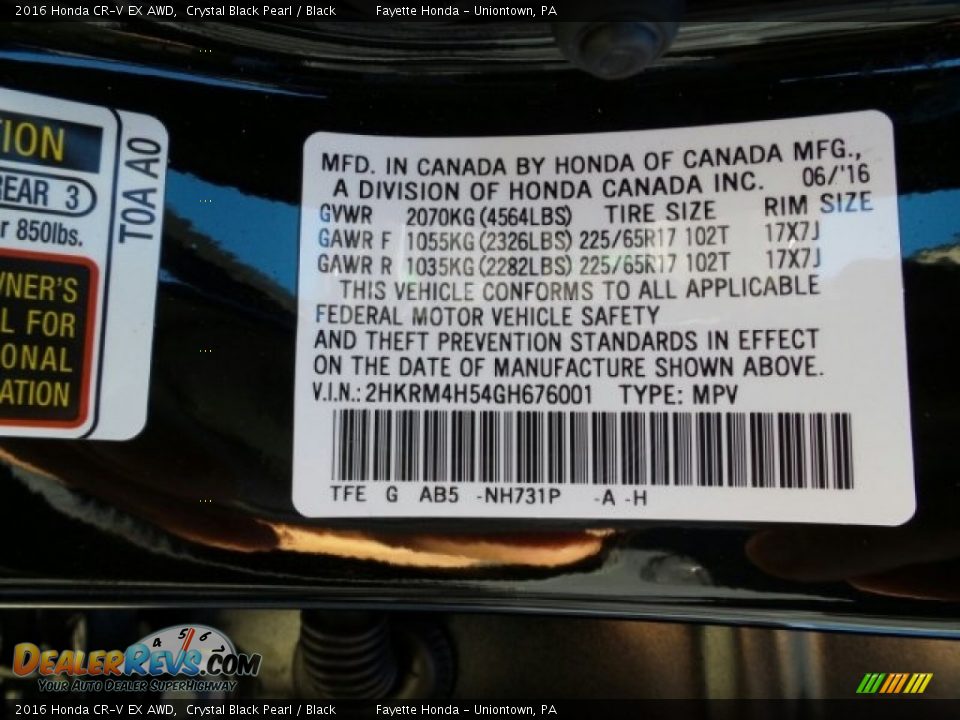 2016 Honda CR-V EX AWD, Crystal Black Pearl / Black Fayette Honda - Uniontown, PA
TION
REAR 3
r 850lbs.
WNER'S
L FOR
ONAL
ATION
T0A A0
MFD. IN CANADA BY HONDA OF CANADA MFG.,
A DIVISION OF HONDA CANADA INC. 06/'16
GVWR 2070KG (4564LBS) TIRE SIZE RIM SIZE
GAWR F 1055KG (2326LBS) 225/65R17 102T 17X7J
GAWR R 1035KG (2282LBS) 225/65R17 102T 17X7J
THIS VEHICLE CONFORMS TO ALL APPLICABLE
FEDERAL MOTOR VEHICLE SAFETY
AND THEFT PREVENTION STANDARDS IN EFFECT
ON THE DATE OF MANUFACTURE SHOWN ABOVE.
V.I.N.: 2HKRM4H54GH676001 TYPE: MPV
TFE G AB5 -NH731P -A -H
4 5 6
DEALERREVS.COM
YOUR AUTO DEALER SUPERHIGHWAY
2016 Honda CR-V EX AWD, Crystal Black Pearl / Black Fayette Honda - Uniontown, PA